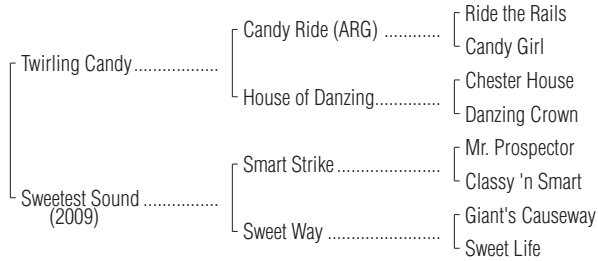 Ride the Rails
Candy Ride (ARG) ............
Candy Girl
Twirling Candy..................
Chester House
House of Danzing..............
Danzing Crown
Mr. Prospector
Smart Strike ......................
Classy 'n Smart
Sweetest Sound ................
(2009)
Giant's Causeway
Sweet Way ........................
Sweet Life